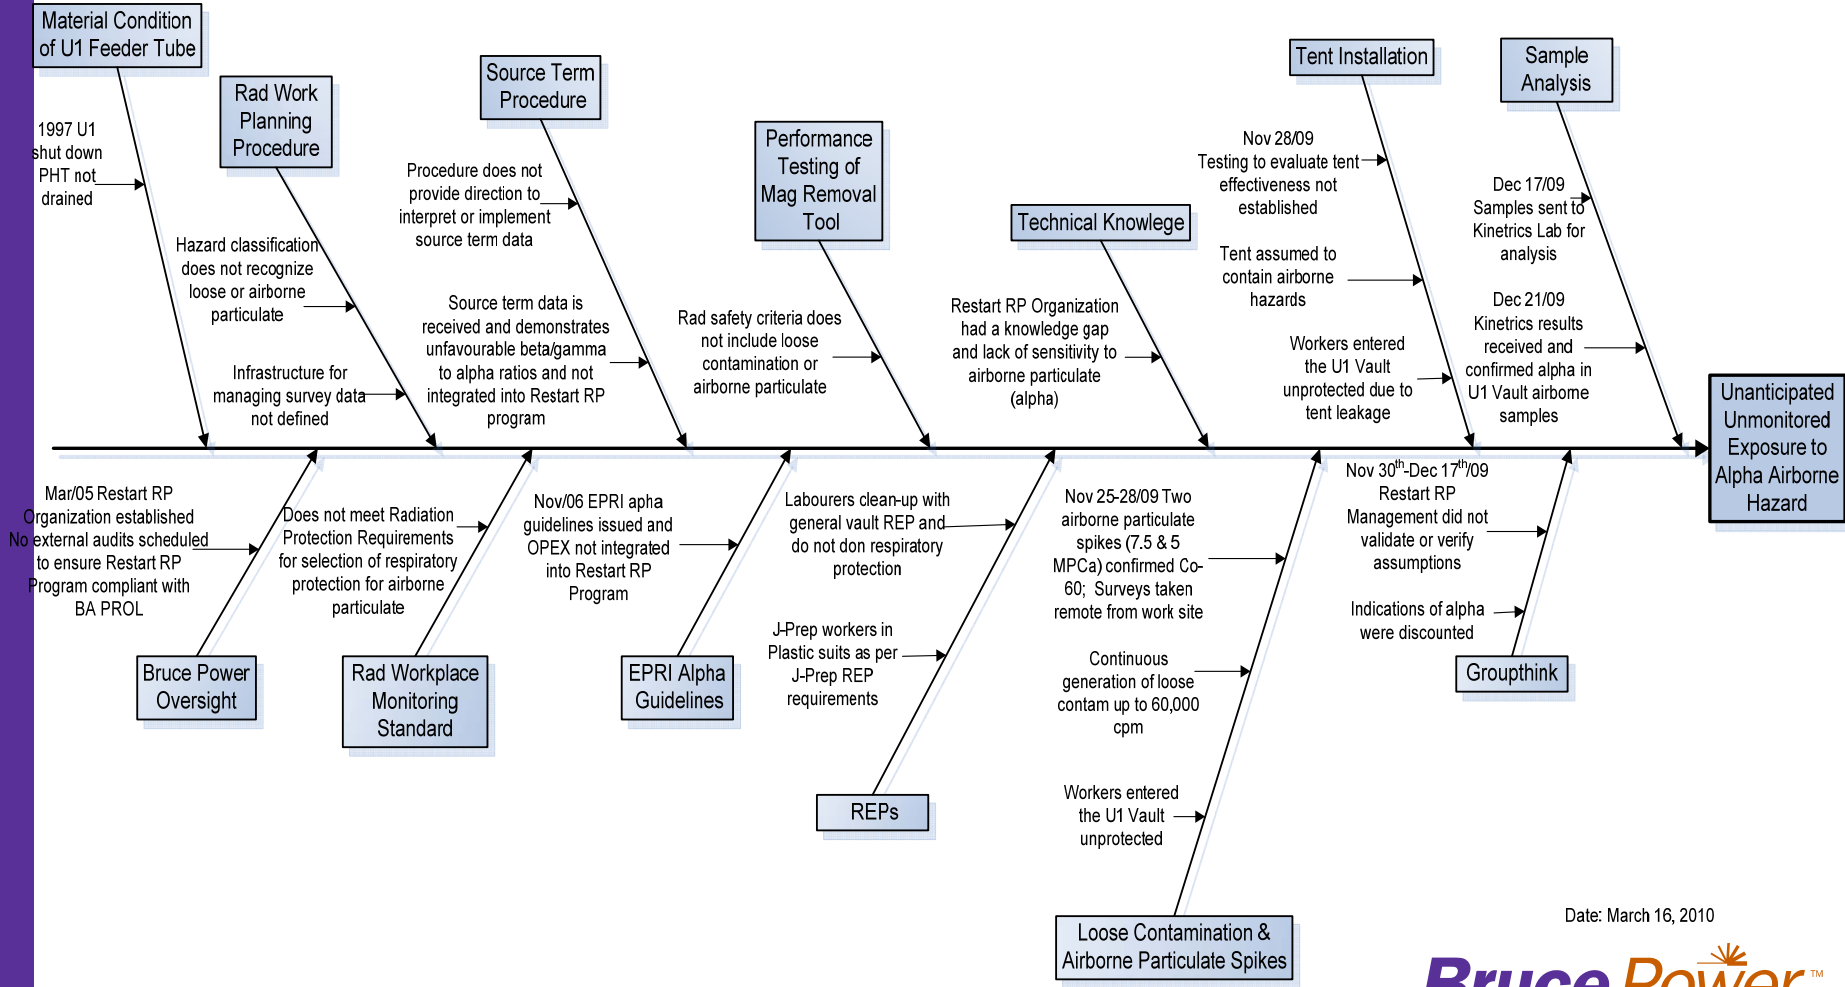 Material Condition
of U1 Feeder Tube
1997 U1
shut down
PHT not
drained
Rad Work
Planning
Procedure
Hazard classification
does not recognize
loose or airborne
particulate
Infrastructure for
managing survey data
not defined
Source Term
Procedure
Procedure does not
provide direction to
interpret or implement
source term data
Source term data is
received and demonstrates
unfavourable beta/gamma
to alpha ratios and not
integrated into Restart RP
program
Performance
Testing of
Mag Removal
Tool
Rad safety criteria does
not include loose
contamination or
airborne particulate
Technical Knowlege
Restart RP Organization
had a knowledge gap
and lack of sensitivity to
airborne particulate
(alpha)
Tent Installation
Nov 28/09
Testing to evaluate tent
effectiveness not
established
Tent assumed to
contain airborne
hazards
Workers entered
the U1 Vault
unprotected due to
tent leakage
Sample
Analysis
Dec 17/09
Samples sent to
Kinetrics Lab for
analysis
Dec 21/09
Kinetrics results
received and
confirmed alpha in
U1 Vault airborne
samples
Unanticipated
Unmonitored
Exposure to
Alpha Airborne
Hazard
Mar/05 Restart RP
Organization established
No external audits scheduled
to ensure Restart RP
Program compliant with
BA PROL
Bruce Power
Oversight
Does not meet Radiation
Protection Requirements
for selection of respiratory
protection for airborne
particulate
Rad Workplace
Monitoring
Standard
Nov/06 EPRI apha
guidelines issued and
OPEX not integrated
into Restart RP
Program
EPRI Alpha
Guidelines
Labourers clean-up with
general vault REP and
do not don respiratory
protection
J-Prep workers in
Plastic suits as per
J-Prep REP
requirements
REPs
Nov 25-28/09 Two
airborne particulate
spikes (7.5 & 5
MPCa) confirmed Co-
60; Surveys taken
remote from work site
Continuous
generation of loose
contam up to 60,000
cpm
Workers entered
the U1 Vault
unprotected
Loose Contamination &
Airborne Particulate Spikes
Nov 30th-Dec 17th/09
Restart RP
Management did not
validate or verify
assumptions
Indications of alpha
were discounted
Groupthink
Date: March 16, 2010
Bruce Power™